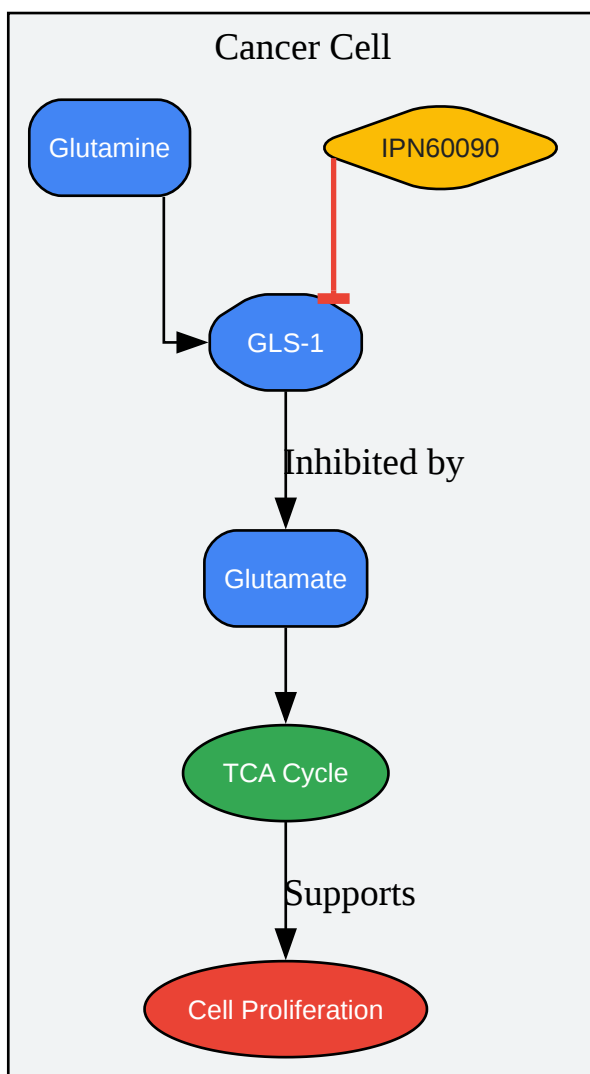 Cancer Cell
Glutamine
IPN60090
GLS-1
Inhibited by
Glutamate
TCA Cycle
Supports
Cell Proliferation